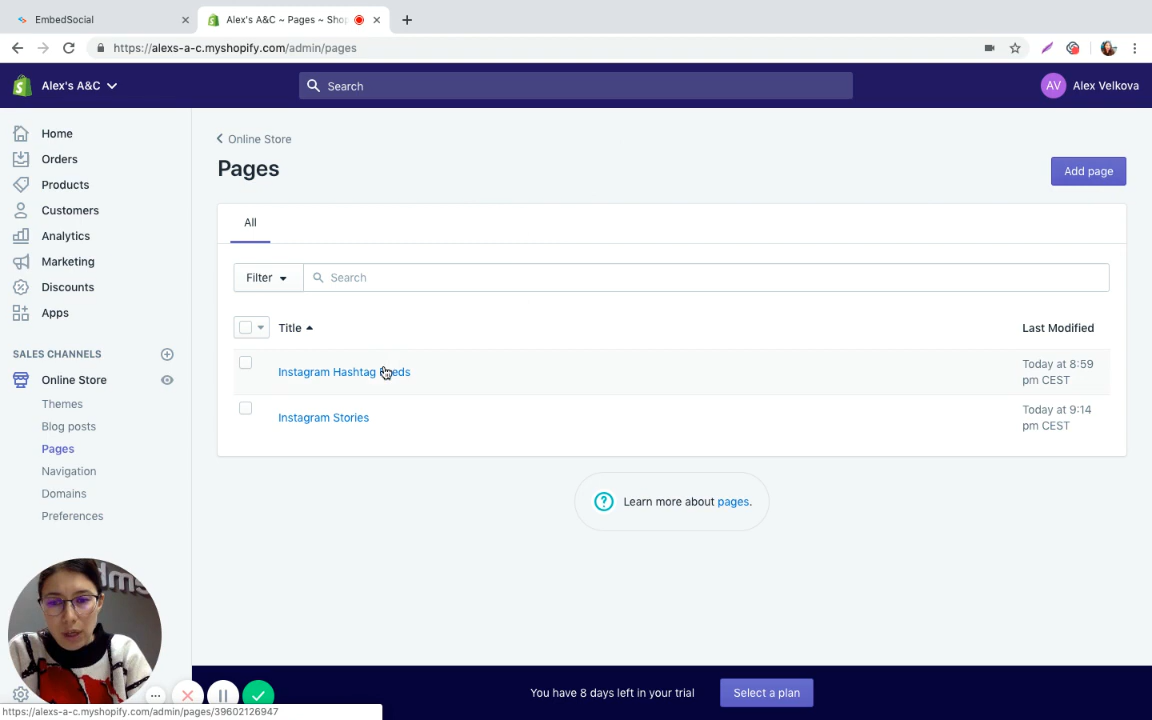 EmbedSocial
Alex's A&C ~ Pages ~ Sho
https://alexs-a-c.myshopify.com/admin/pages
Alex's A&C
Search
AV
Alex Velkova
Home
Orders
Products
Customers
Analytics
Marketing
Discounts
Apps
SALES CHANNELS
Online Store
Themes
Blog posts
Pages
Navigation
Domains
Preferences
Online Store
Pages
Add page
All
Filter
Search
Title
Last Modified
Instagram Hashtag
Today at 8:59
pm CEST
Instagram Stories
Today at 9:14
pm CEST
Learn more about pages.
You have 8 days left in your trial
Select a plan
https://alexs-a-c.myshopify.com/admin/pages/39602126947